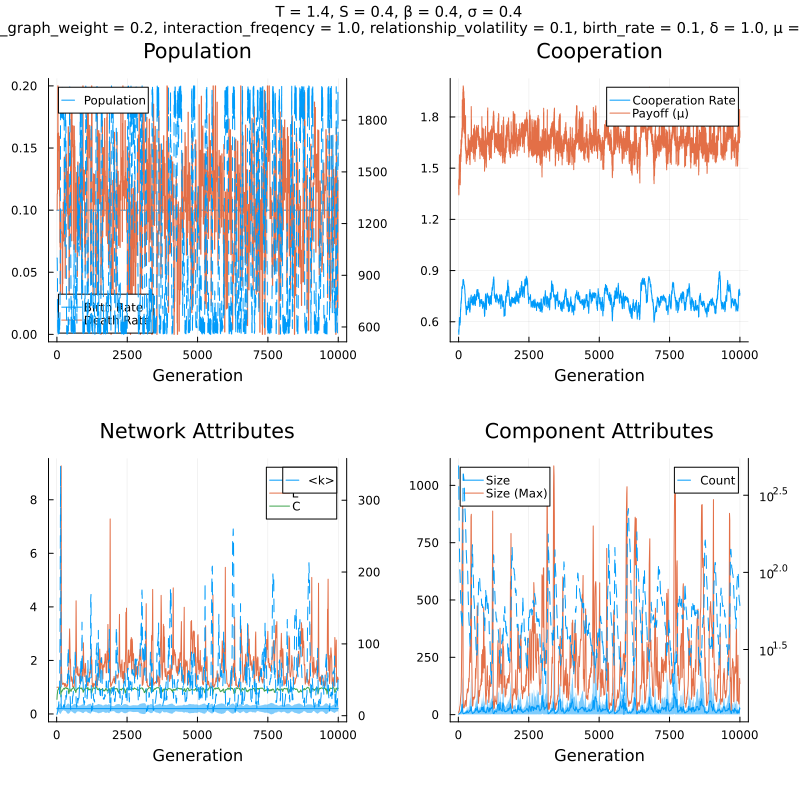 T = 1.4, S = 0.4, β = 0.4, σ = 0.4
_graph_weight = 0.2, interaction_freqency = 1.0, relationship_volatility = 0.1, birth_rate = 0.1, δ = 1.0, μ =
Population
0.20
0.15
0.10
0.05
0.00
1800
1500
1200
900
600
Population
Birth Rate
Death Rate
0
2500
5000
7500
10000
Generation
Cooperation
1.8
1.5
1.2
0.9
0.6
Cooperation Rate
Payoff (μ)
0
2500
5000
7500
10000
Generation
Network Attributes
8
6
4
2
0
300
200
100
0
<k>
L
C
0
2500
5000
7500
10000
Generation
Component Attributes
1000
750
500
250
0
10^2.5
10^2.0
10^1.5
Size
Size (Max)
Count
0
2500
5000
7500
10000
Generation